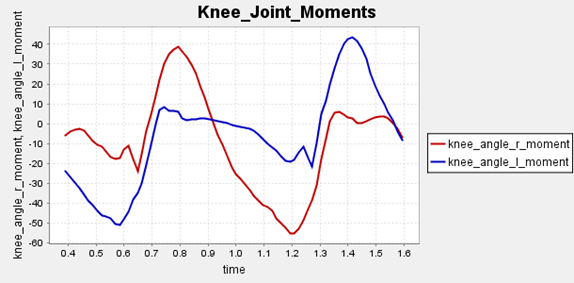 Knee_Joint_Moments
knee_angle_r_moment, knee_angle_l_moment
40
30
20
10
0
-10
-20
-30
-40
-50
-60
0.4 0.5 0.6 0.7 0.8 0.9 1.0 1.1 1.2 1.3 1.4 1.5 1.6
time
knee_angle_r_moment
knee_angle_l_moment